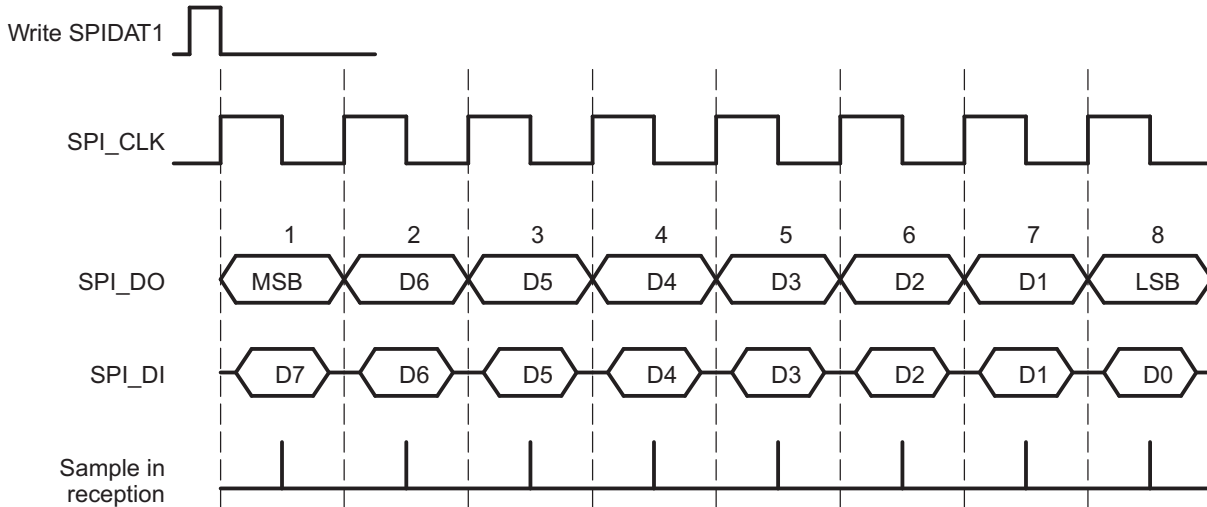 Write SPIDAT1
SPI_CLK
1 2 3 4 5 6 7 8
SPI_DO MSB D6 D5 D4 D3 D2 D1 LSB
SPI_DI D7 D6 D5 D4 D3 D2 D1 D0
Sample in
reception